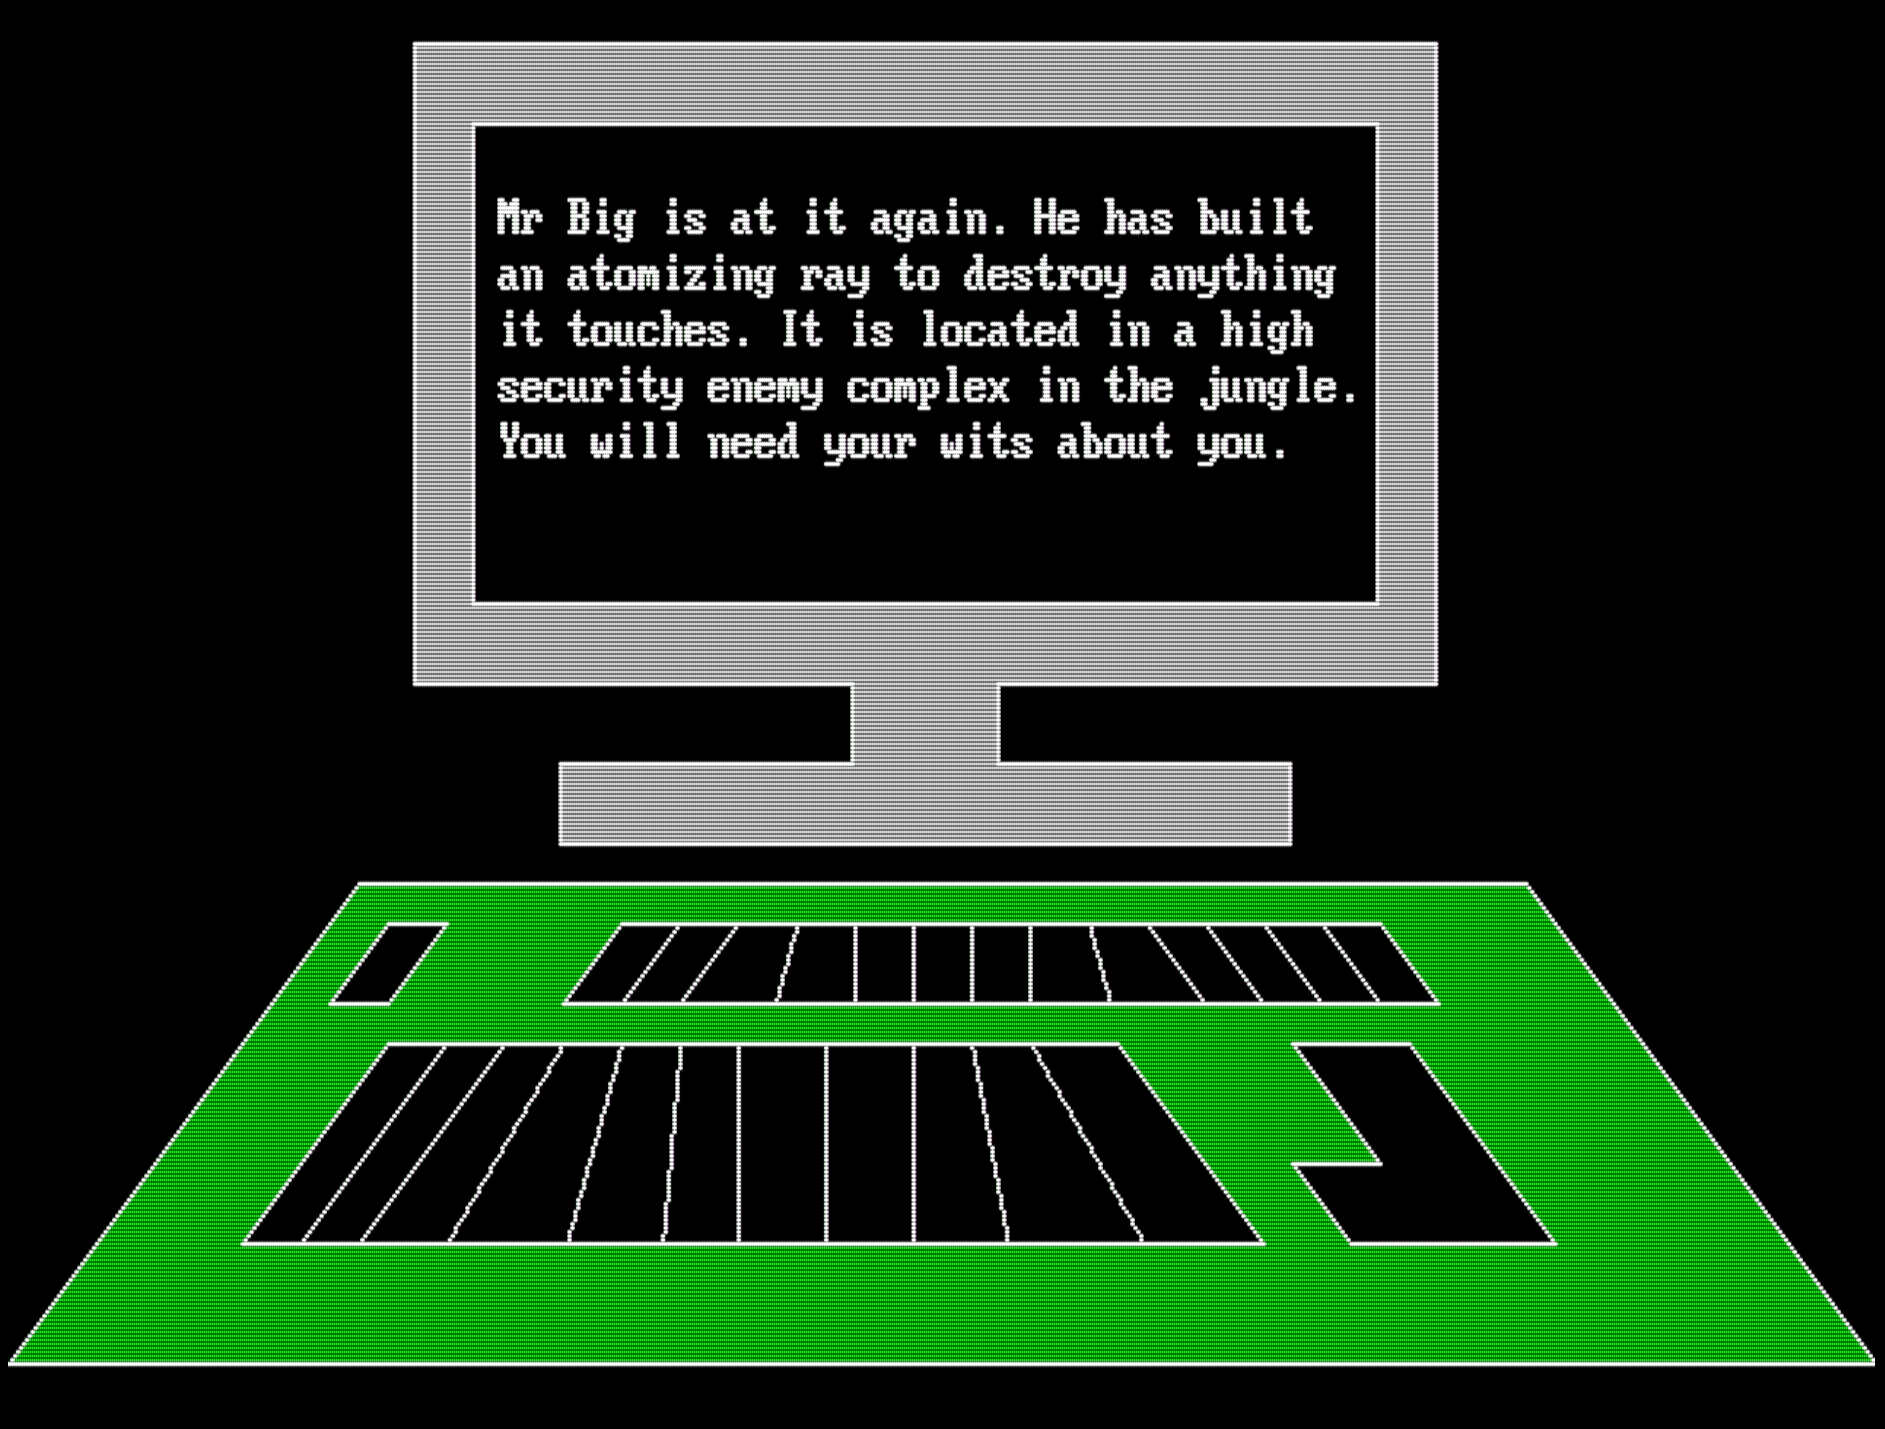 Mr Big is at it again. He has built
an atomizing ray to destroy anything
it touches. It is located in a high
security enemy complex in the jungle.
You will need your wits about you.